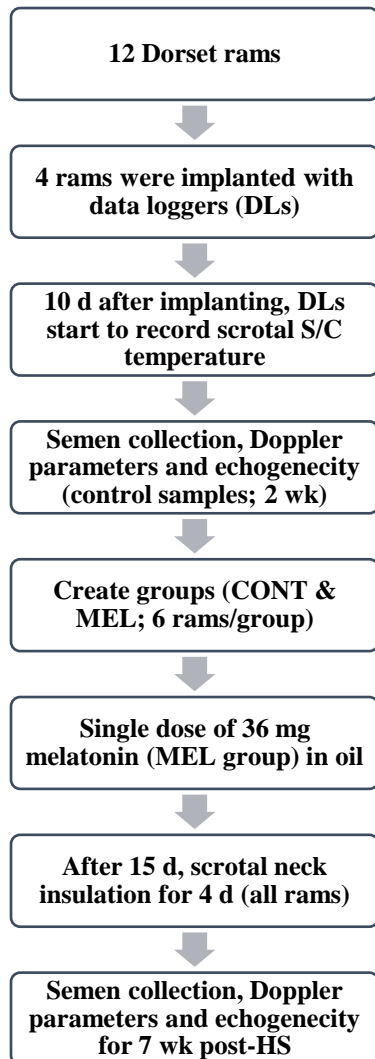 12 Dorset rams
4 rams were implanted with
data loggers (DLs)
10 d after implanting, DLs
start to record scrotal S/C
temperature
Semen collection, Doppler
parameters and echogenecity
(control samples; 2 wk)
Create groups (CONT &
MEL; 6 rams/group)
Single dose of 36 mg
melatonin (MEL group) in oil
After 15 d, scrotal neck
insulation for 4 d (all rams)
Semen collection, Doppler
parameters and echogenecity
for 7 wk post-HS